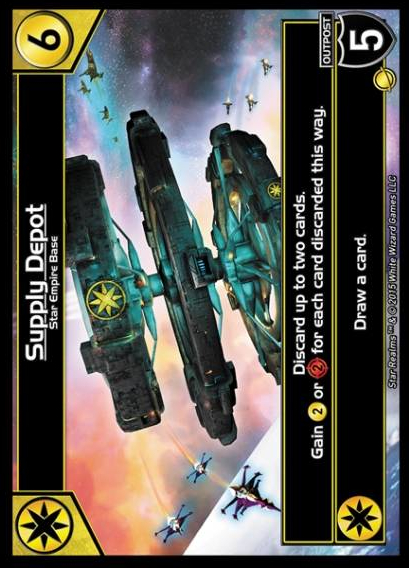 6
Supply Depot
Star Empire Base
Discard up to two cards.
Gain 2 or 2 for each card discarded this way.
Draw a card.
OUTPOST
5
Star Realms™ & © 2015 White Wizard Games LLC